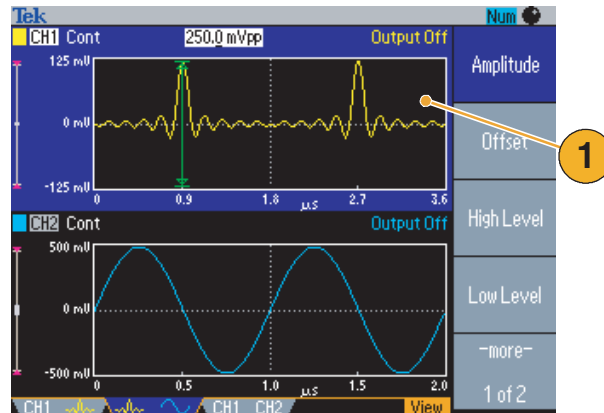 Tek Num
CH1 Cont 250.0 mVpp Output Off
125 mV
0 mV
-125 mV
0 0.9 1.8 µs 2.7 3.6
CH2 Cont Output Off
500 mV
0 mV
-500 mV
0 0.5 1.0 µs 1.5 2.0
CH1 CH1 CH2 View
Amplitude
Offset
High Level
Low Level
-more-
1 of 2
1